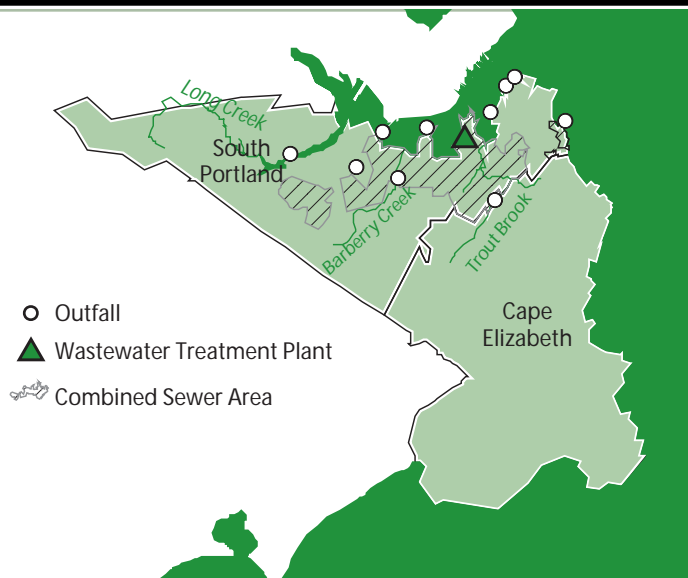 Long Creek
South
Portland
Barberry Creek
Trout Brook
Cape
Elizabeth
Outfall
Wastewater Treatment Plant
Combined Sewer Area